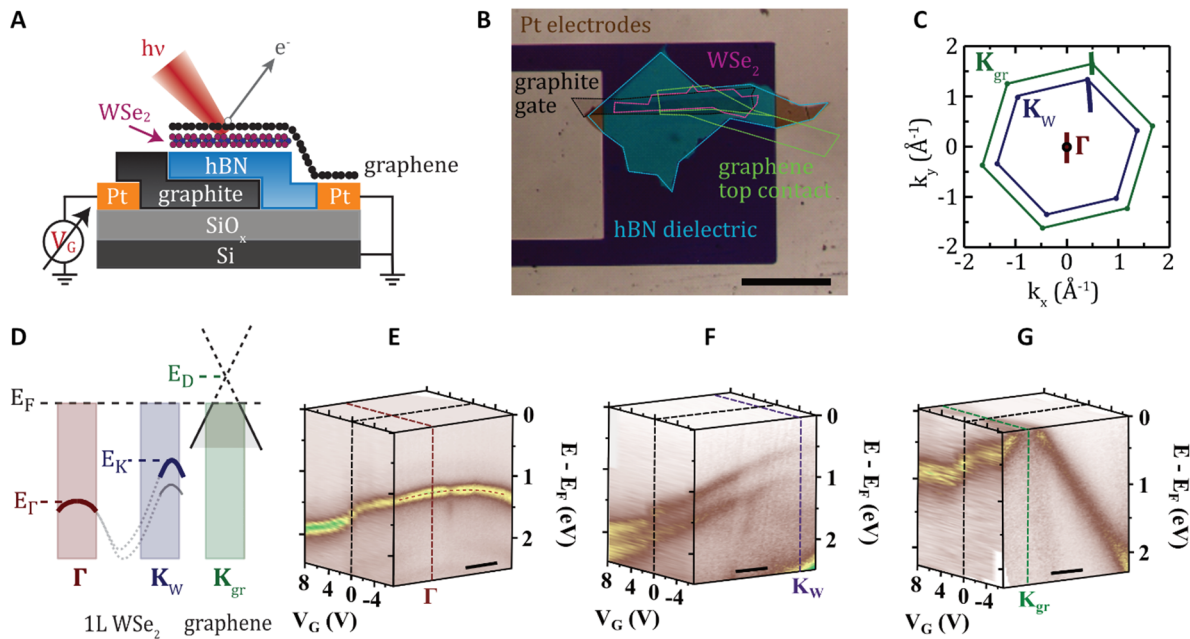 A
hν
e⁻
WSe₂
graphene
hBN
Pt
graphite
Pt
V_G
SiOₓ
Si
B
Pt electrodes
WSe₂
graphite
gate
graphene
top contact
hBN dielectric
C
2
1
0
-1
-2
k_y (Å⁻¹)
K_gr
K_W
Γ
-2 -1 0 1 2
k_x (Å⁻¹)
D
E_D
E_F
E_K
E_Γ
Γ K_W K_gr
1L WSe₂ graphene
E
0
1
2
E - E_F (eV)
8 4 0 -4
V_G (V)
Γ
F
0
1
2
E - E_F (eV)
8 4 0 -4
V_G (V)
K_W
G
0
1
2
E - E_F (eV)
8 4 0 -4
V_G (V)
K_gr